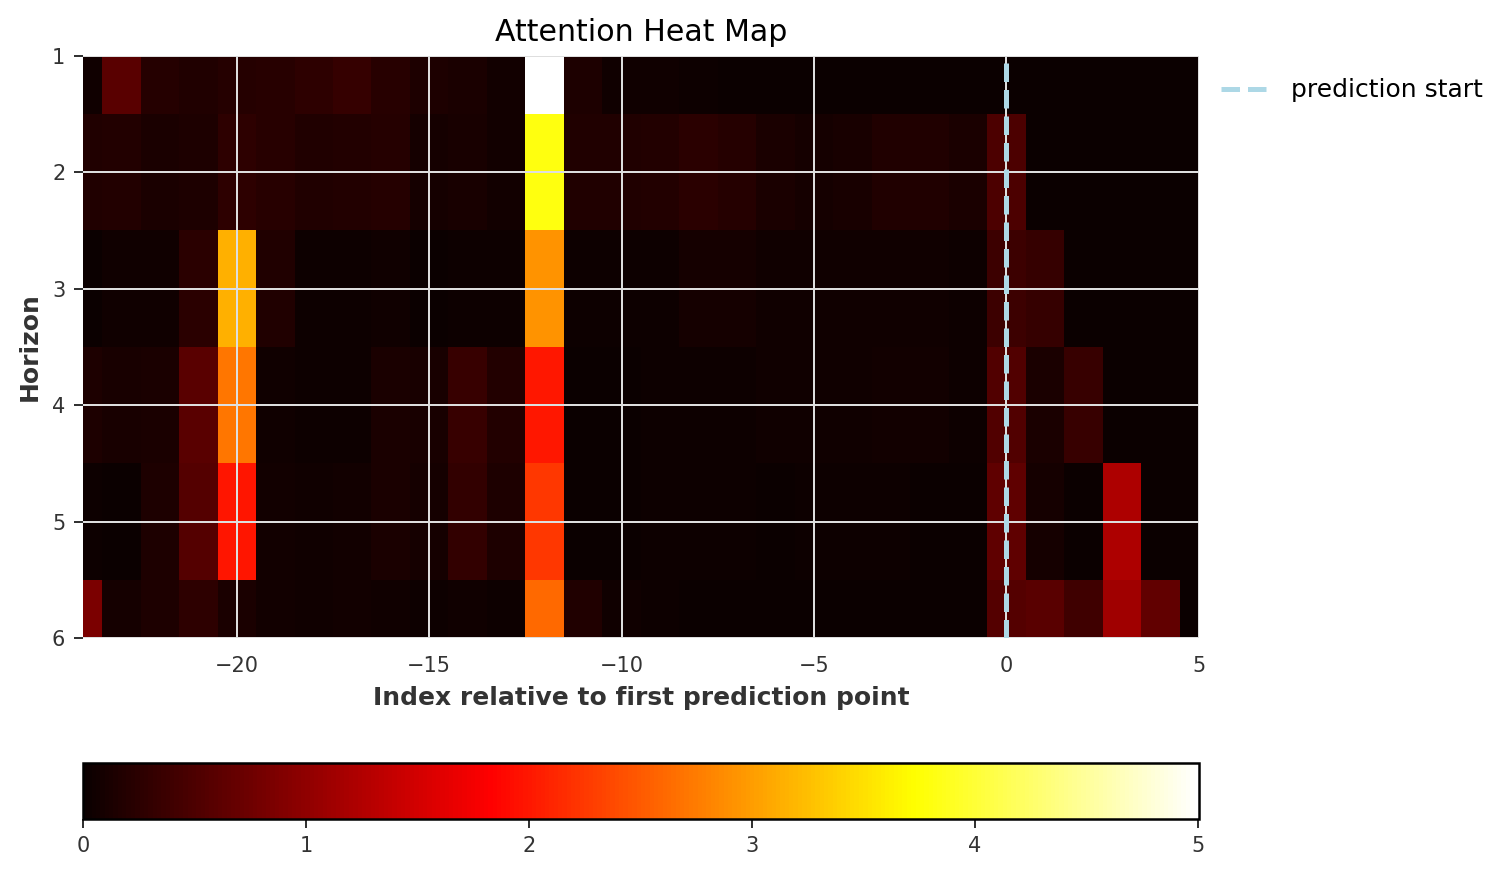 Attention Heat Map
prediction start
Horizon
1
2
3
4
5
6
−20 −15 −10 −5 0 5
Index relative to first prediction point
0 1 2 3 4 5